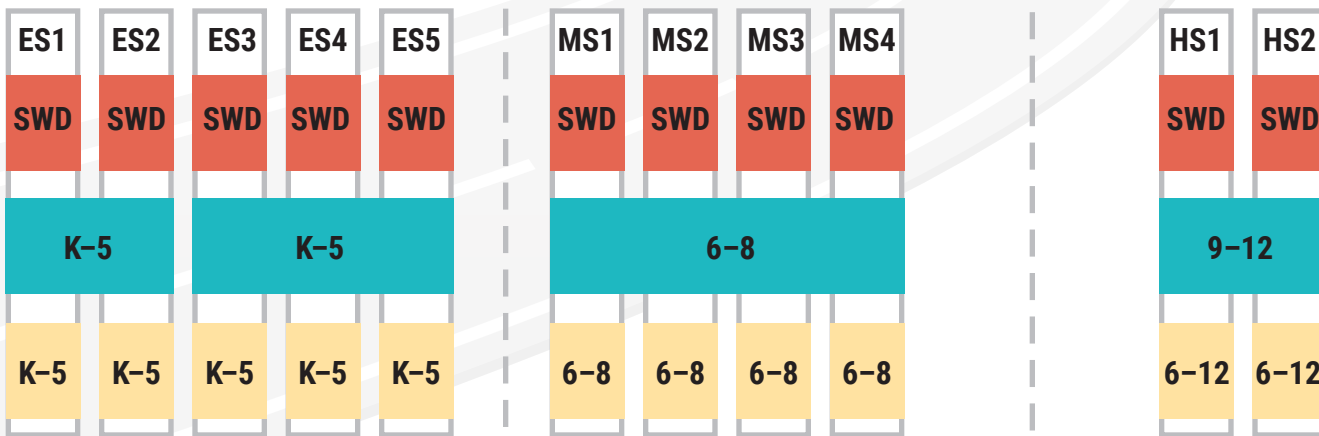 ES1 ES2 ES3 ES4 ES5 MS1 MS2 MS3 MS4 HS1 HS2
SWD SWD SWD SWD SWD SWD SWD SWD SWD SWD SWD
K–5 K–5 6–8 9–12
K–5 K–5 K–5 K–5 K–5 6–8 6–8 6–8 6–8 6–12 6–12